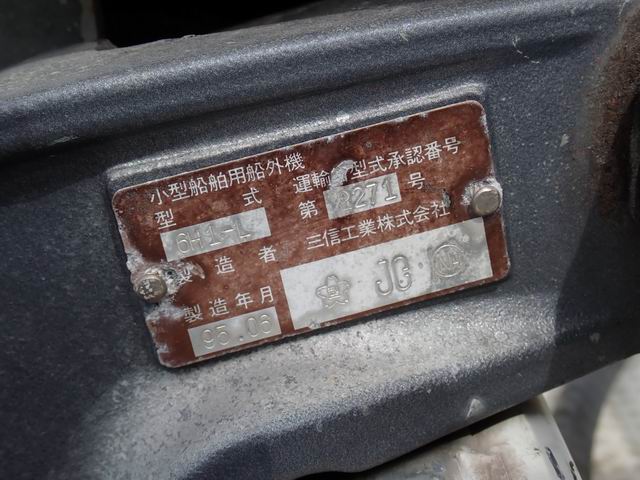 小型船舶用船外機
型式 6H1-L
運輸 型式承認番号
第 3271 号
製造者 三信工業株式会社
製造年月 95.06
JG